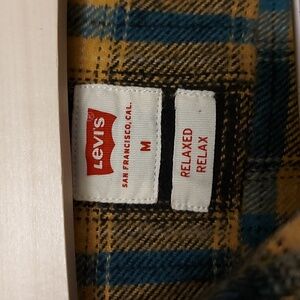 LEVI'S
SAN FRANCISCO, CAL.
M
RELAXED
RELAX